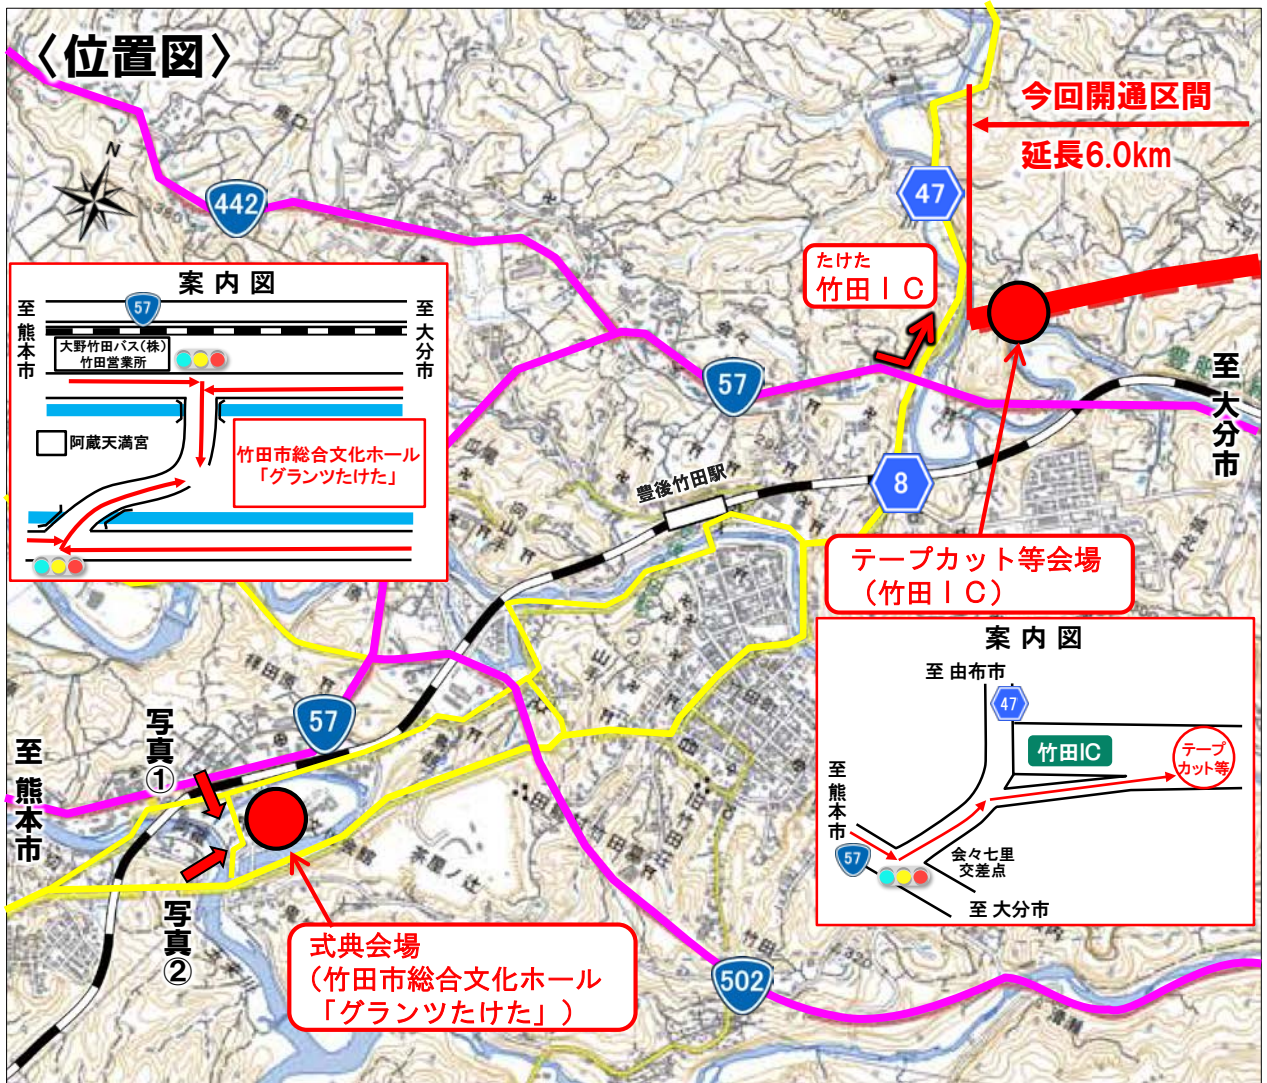 〈位置図〉
今回開通区間
延長6.0km
N
442
47
たけた
竹田ＩＣ
57
至大分市
豊後竹田駅
8
テープカット等会場
（竹田ＩＣ）
案内図
57
至熊本市
至大分市
大野竹田バス(株)
竹田営業所
阿蔵天満宮
竹田市総合文化ホール
「グランツたけた」
案内図
至 由布市
47
竹田IC
テープ
カット等
至熊本市
57
会々七里
交差点
至 大分市
57
写真①
至熊本市
写真②
茶屋ノ辻
式典会場
（竹田市総合文化ホール
「グランツたけた」）
502